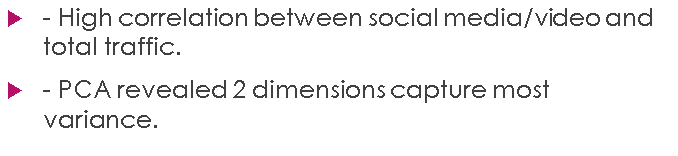 - High correlation between social media/video and
total traffic.
- PCA revealed 2 dimensions capture most
variance.